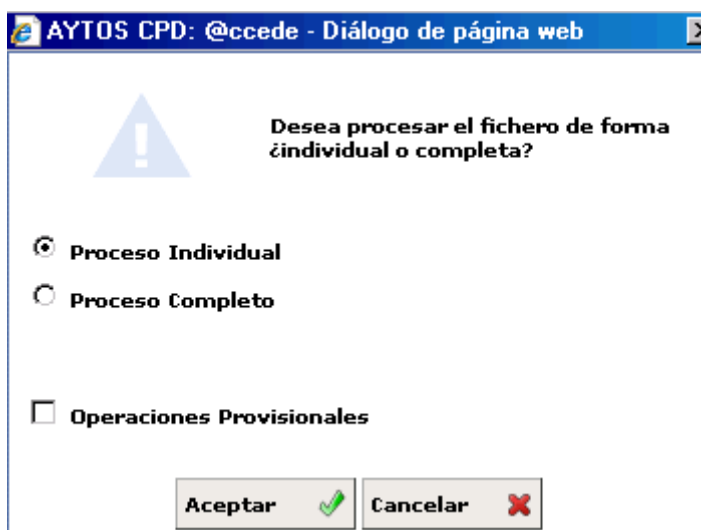 AYTOS CPD: @ccede - Diálogo de página web
Desea procesar el fichero de forma
¿individual o completa?
Proceso Individual
Proceso Completo
Operaciones Provisionales
Aceptar
Cancelar